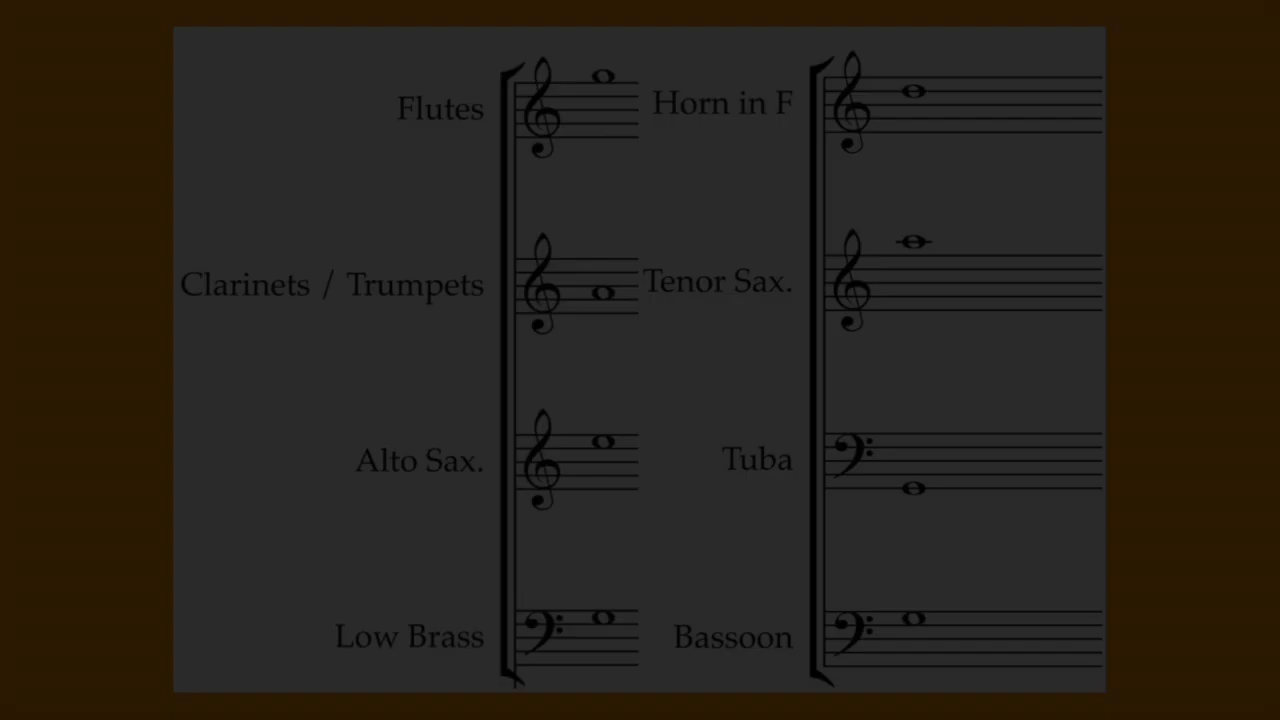 Flutes
Clarinets / Trumpets
Alto Sax.
Low Brass
Horn in F
Tenor Sax.
Tuba
Bassoon